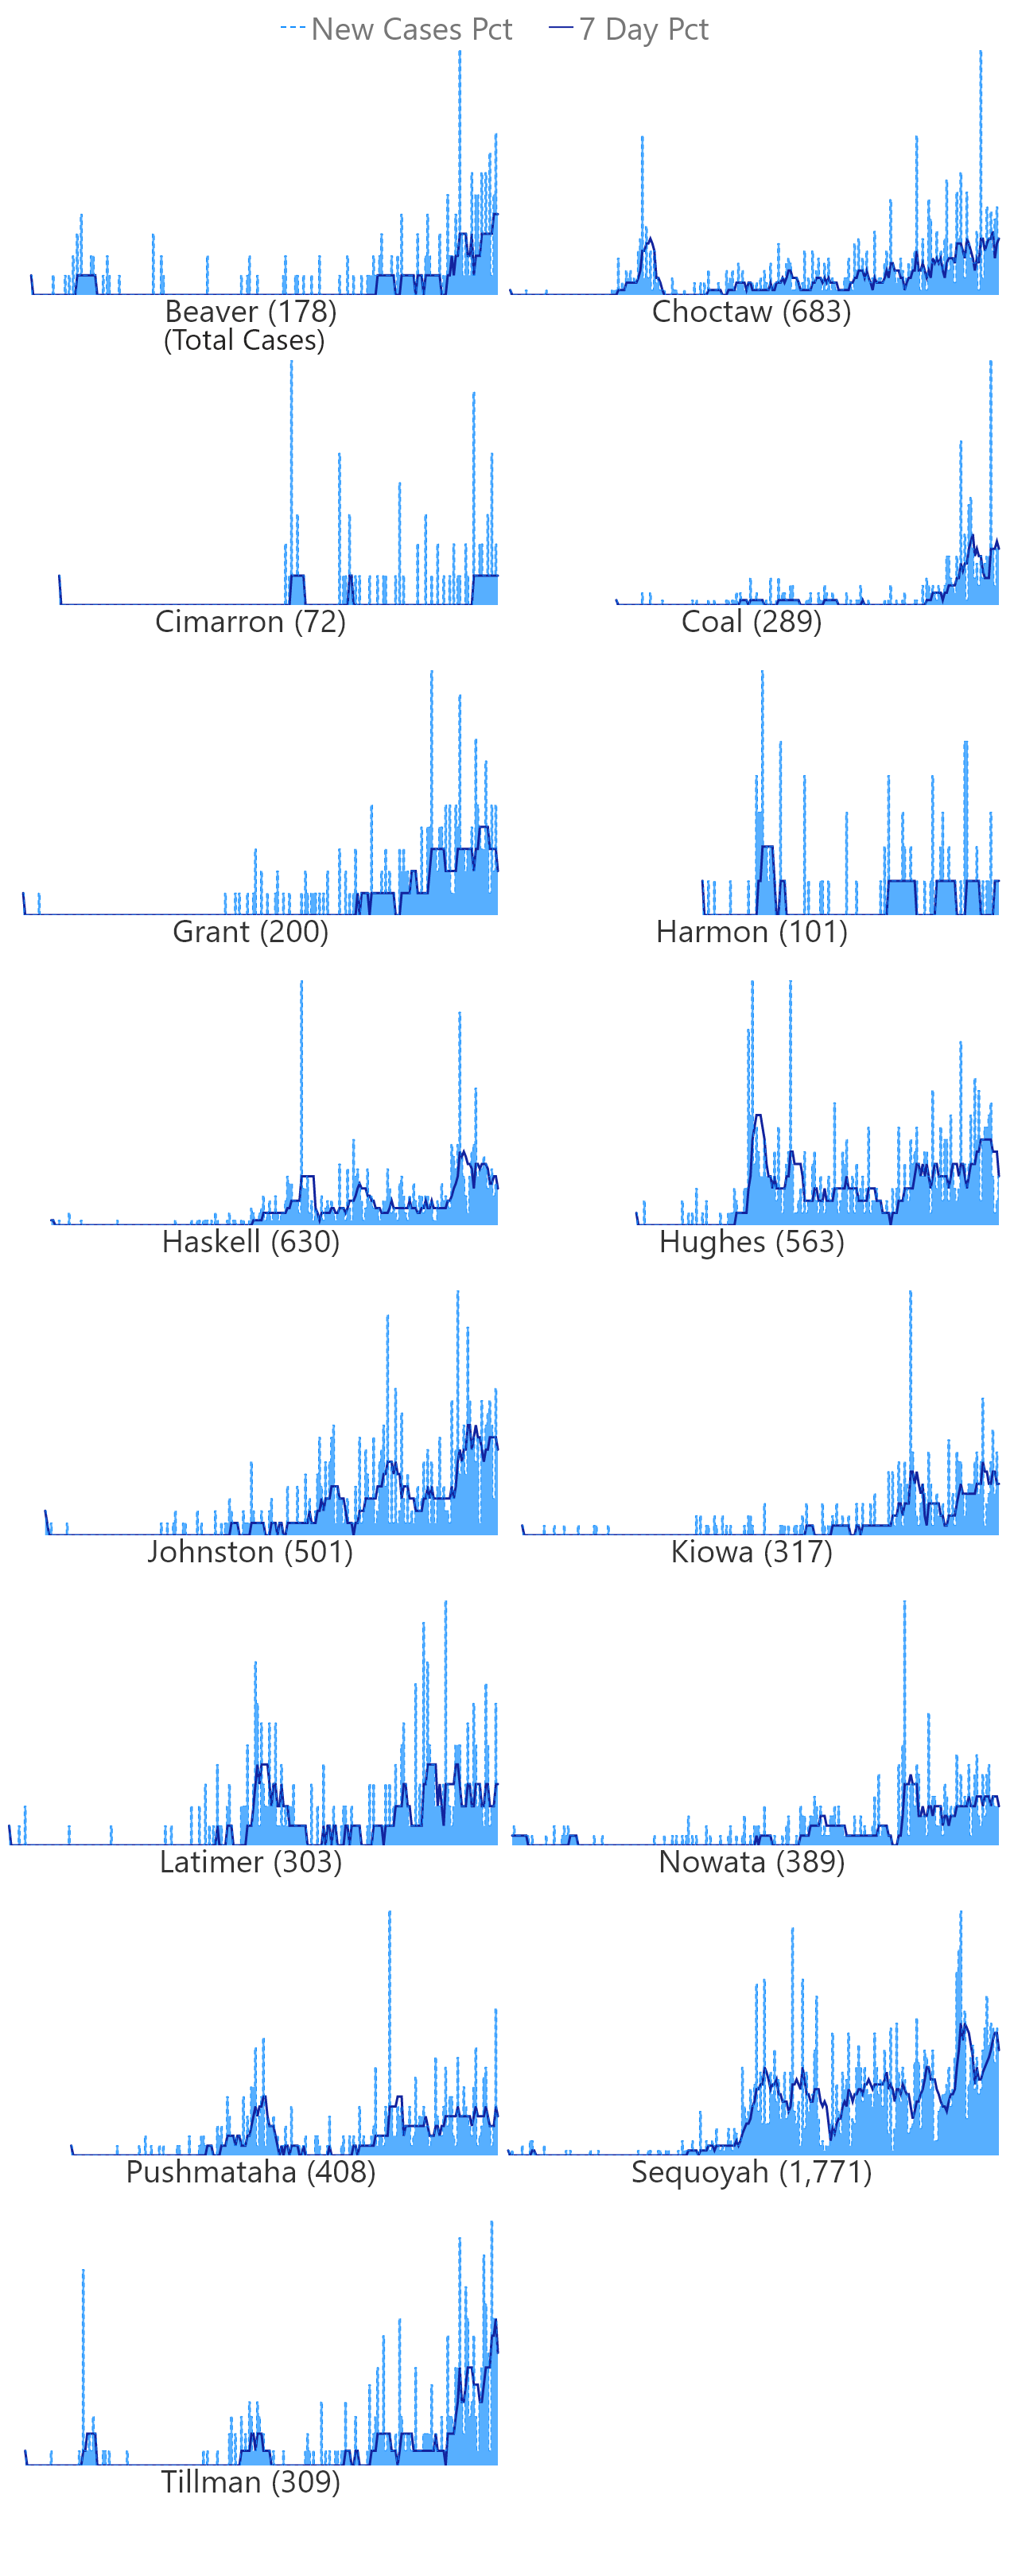 New Cases Pct 7 Day Pct
Beaver (178) Choctaw (683)
(Total Cases)
Cimarron (72) Coal (289)
Grant (200) Harmon (101)
Haskell (630) Hughes (563)
Johnston (501) Kiowa (317)
Latimer (303) Nowata (389)
Pushmataha (408) Sequoyah (1,771)
Tillman (309)